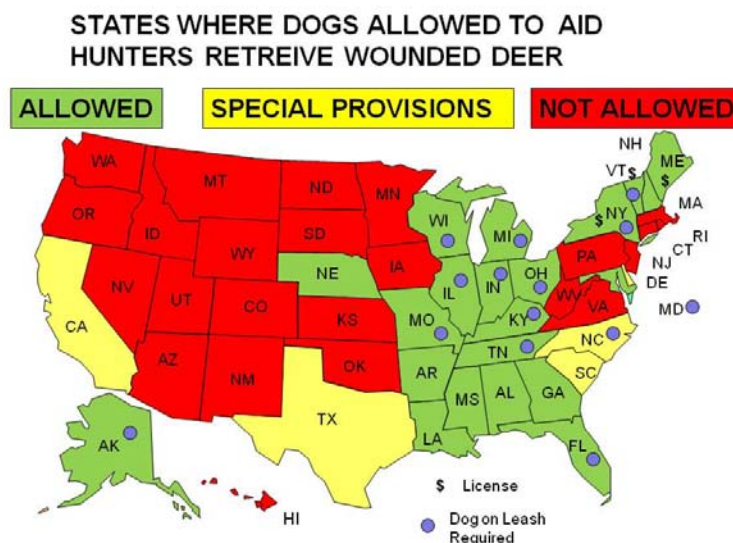 STATES WHERE DOGS ALLOWED TO AID
HUNTERS RETREIVE WOUNDED DEER
ALLOWED SPECIAL PROVISIONS NOT ALLOWED
NH
WA ME
VT $
MT ND MN $
OR MA
ID SD WI NY
$
MI RI
WY CT
IA PA NJ
NE OH
NV IL IN DE
UT WV
CA CO VA MD
KS MO KY
NC
AZ OK TN
NM AR SC
MS AL GA
TX
LA
AK FL
$ License
HI
Dog on Leash
Required